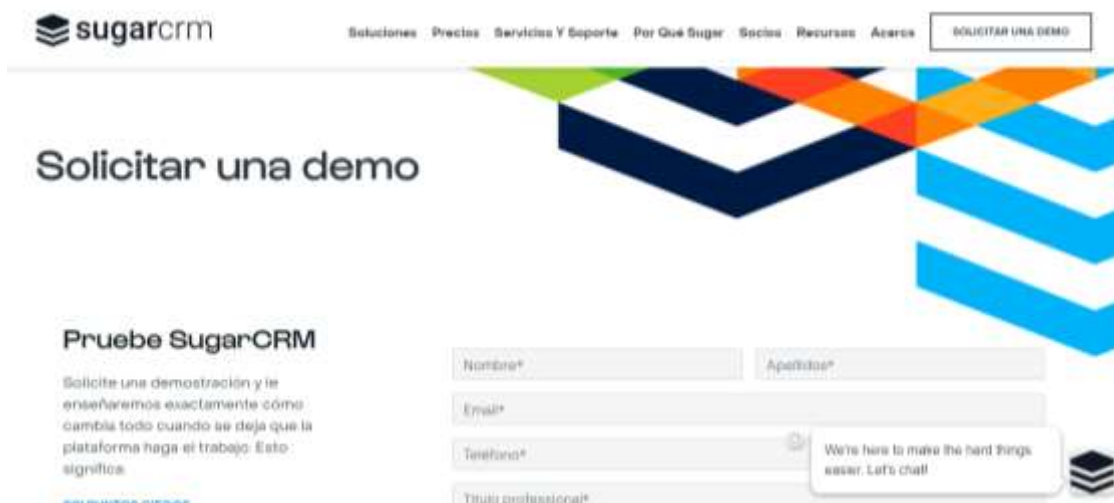 sugarcrm
Soluciones Precios Servicios Y Soporte Por Qué Sugar Socios Recursos Acerca SOLICITAR UNA DEMO
Solicitar una demo
Pruebe SugarCRM
Solicite una demostración y le
enseñaremos exactamente cómo
cambia todo cuando se deja que la
plataforma haga el trabajo. Esto
significa:
Nombre* Apellidos*
Email*
Teléfono*
Título professional*
We're here to make the hard things
easier. Let's chat!